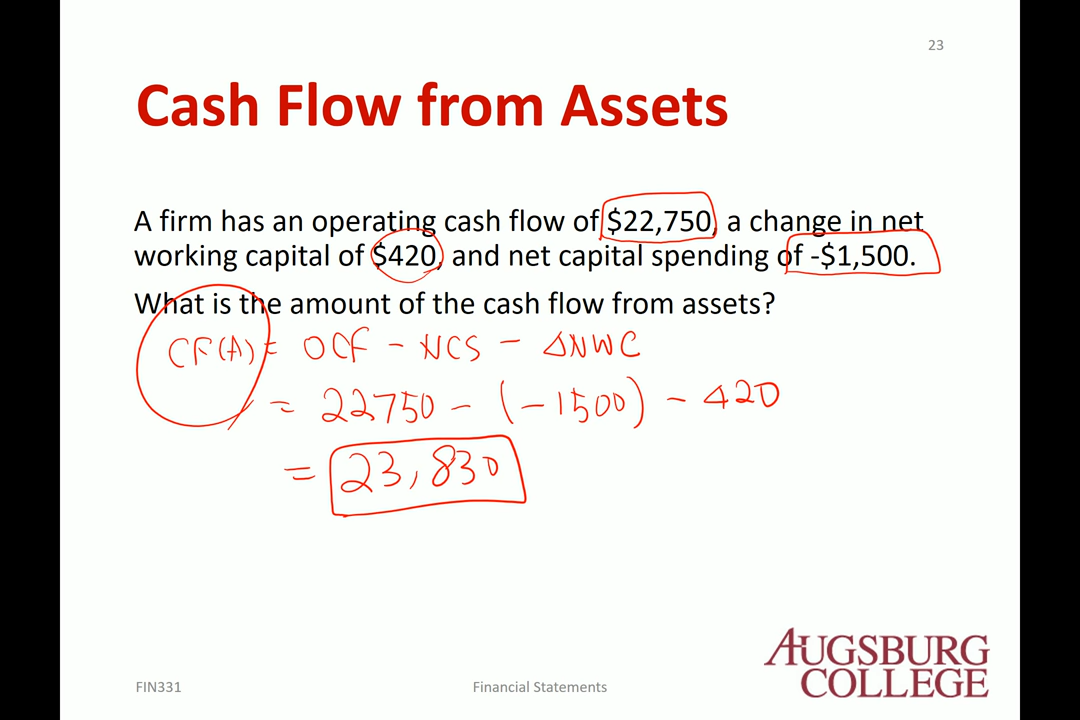 23
Cash Flow from Assets
A firm has an operating cash flow of $22,750, a change in net
working capital of $420, and net capital spending of -$1,500.
What is the amount of the cash flow from assets?
CF(A) = OCF - NCS - ΔNWC
= 22750 - (-1500) - 420
= 23,830
AUGSBURG
COLLEGE
FIN331
Financial Statements